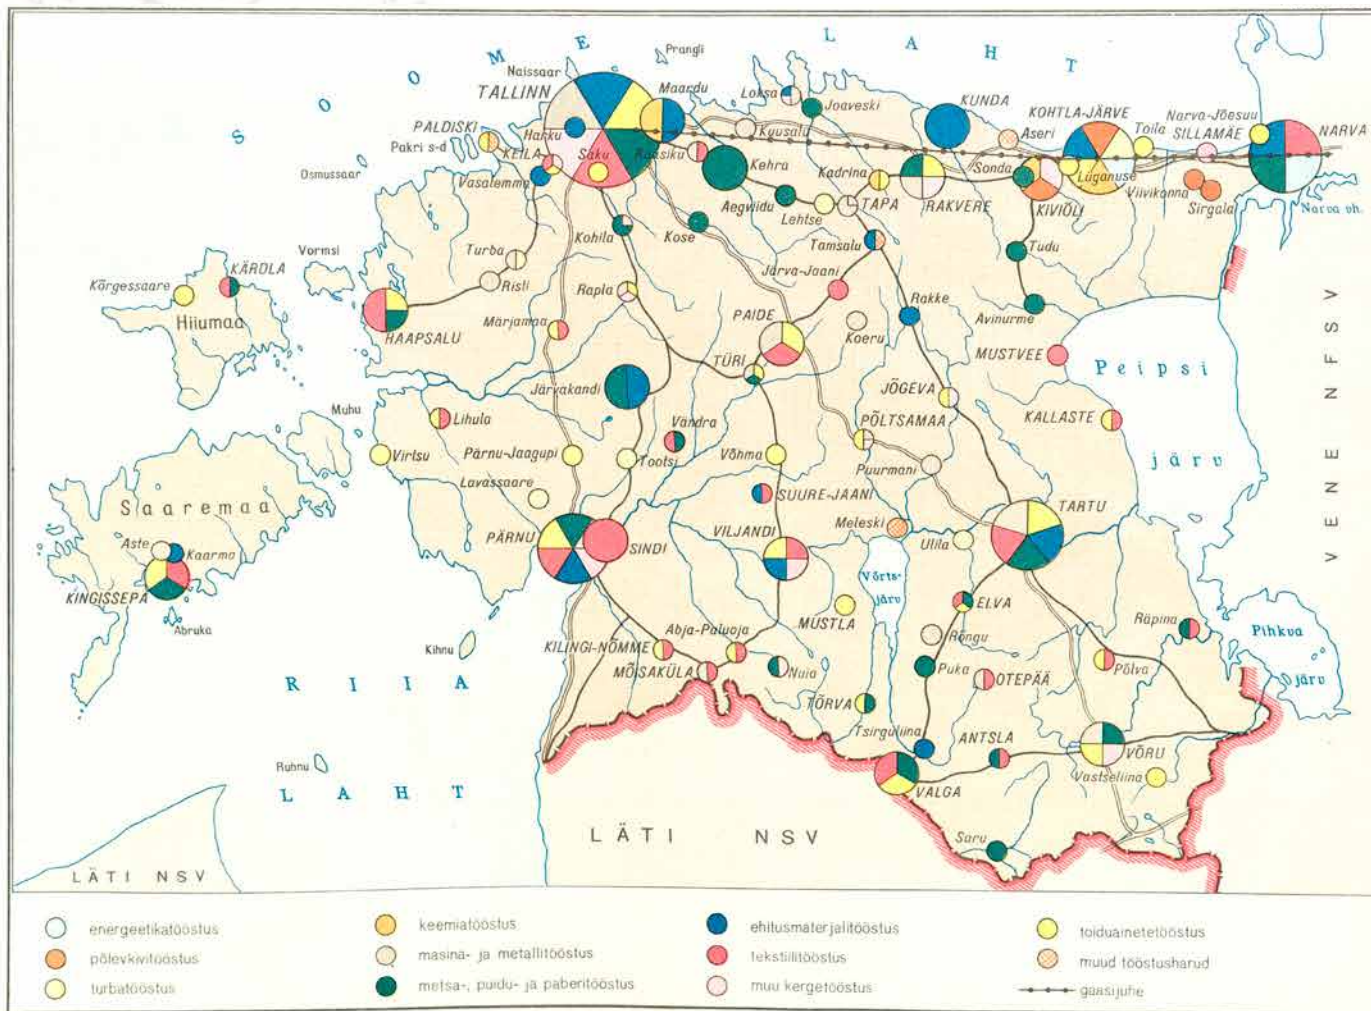 S O O M E L A H T
Prangli
Naissaar
TALLINN
Maardu
Loksa
Joaveski
KUNDA
KOHTLA-JÄRVE
Narva-Jõesuu
PALDISKI
Harku
Kuusalu
Aseri
Toila
SILLAMÄE
NARVA
Pakri s-d
KEILA
Saku
Raasiku
Kehra
Kadrina
Sonda
Lüganuse
Osmussaar
Vasalemma
Aegviidu
RAKVERE
KIVIÕLI
Viivikonna
Sirgala
Narva vh.
Lehtse
TAPA
Kohila
Kose
Tamsalu
Tudu
Vormsi
Turba
KÄRDLA
Järva-Jaani
Kõrgessaare
Risti
Rapla
Rakke
Avinurme
Hiiumaa
HAAPSALU
Märjamaa
PAIDE
Koeru
MUSTVEE
TÜRI
Peipsi
Järvakandi
JÕGEVA
VENE NFSV
Muhu
Lihula
Vändra
PÕLTSAMAA
KALLASTE
Virtsu
Pärnu-Jaagupi
Tootsi
Võhma
Puurmani
järv
Lavassaare
SUURE-JAANI
Saaremaa
TARTU
PÄRNU
SINDI
VILJANDI
Meleski
Ulila
Aste
Kaarma
Võrts-
järv
KINGISSEPA
MUSTLA
ELVA
Abruka
Räpina
Pihkva
Kihnu
KILINGI-NÕMME
Abja-Paluoja
Rõngu
MÕISAKÜLA
Nuia
Puka
OTEPÄÄ
Põlva
järv
R I I A
TÕRVA
Tsirguliina
ANTSLA
VÕRU
Ruhnu
Vastseliina
L A H T
VALGA
LÄTI NSV
Saru
LÄTI NSV
energeetikatööstus
põlevkivitööstus
turbatööstus
keemiatööstus
masina- ja metallitööstus
metsa-, puidu- ja paberitööstus
ehitusmaterjalitööstus
tekstiilitööstus
muu kergetööstus
toiduainetetööstus
muud tööstusharud
gaasijuhe